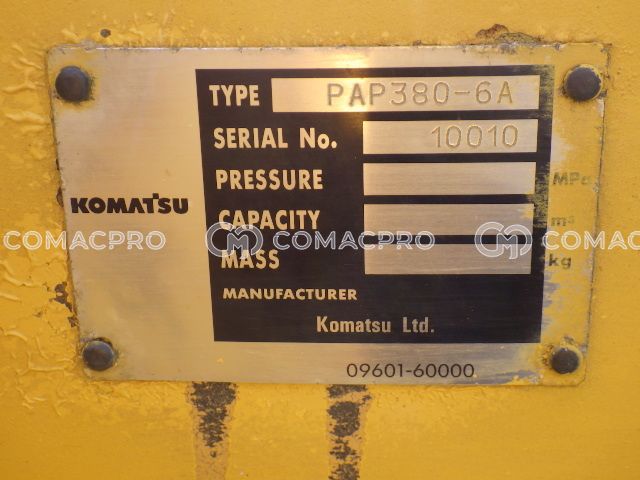 KOMATSU
TYPE PAP380-6A
SERIAL No. 10010
PRESSURE MPa
CAPACITY m³
COMACPRO COMACPRO COMACPRO
MASS kg
MANUFACTURER
Komatsu Ltd.
09601-60000